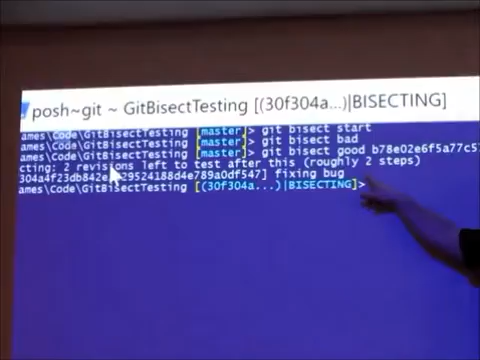 posh~git ~ GitBisectTesting [(30f304a...)|BISECTING]
ames\Code\GitBisectTesting [master]> git bisect start
ames\Code\GitBisectTesting [master]> git bisect bad
ames\Code\GitBisectTesting [master]> git bisect good b78e02e6f5a77c5
cting: 2 revisions left to test after this (roughly 2 steps)
fixing bug
ames\Code\GitBisectTesting [(30f304a...)|BISECTING]>